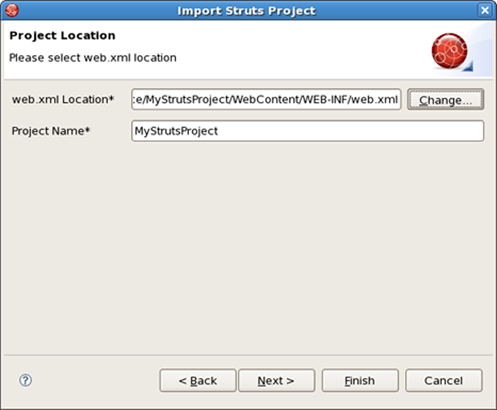 Import Struts Project
Project Location
Please select web.xml location
web.xml Location* :e/MyStrutsProject/WebContent/WEB-INF/web.xml Change...
Project Name* MyStrutsProject
? < Back Next > Finish Cancel